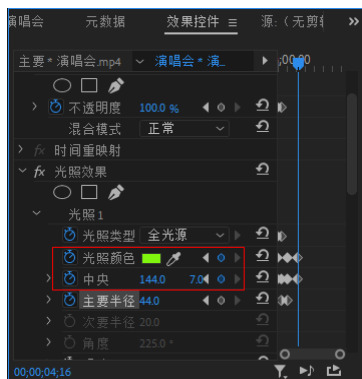 演唱会 元数据 效果控件 源:（无剪
主要*演唱会.mp4 演唱会*演_ ;00;00
不透明度 100.0 %
混合模式 正常
fx 时间重映射
fx 光照效果
光照 1
光照类型 全光源
光照颜色
中央 144.0 7.0
主要半径 44.0
次要半径 20.0
角度 225.0 °
00;00;04;16